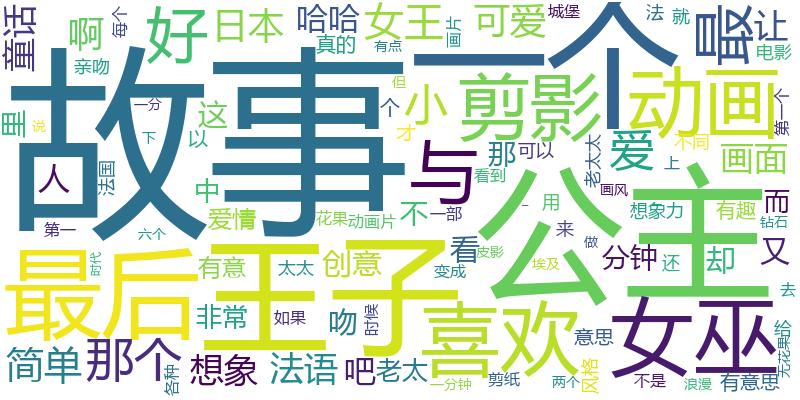 童话
啊
每个
好
日本
哈哈
女王
可爱
城堡
法
就
最
让
真的
有点
画片
电影
亲吻
里
故事
一个
一分
说
下
这
以
个
但
小
才
剪影
动画
第一个
人
法国
中
与
那
可以
老太太
爱
不同
上
画面
第一
六个
爱情
花果
动画片
不
一部
看到
-
用
来
画风
公主
想象力
有趣
而
钻石
最后
时代
有意
太太
王子
创意
变成
看
皮影
埃及
做
分钟
还
却
又
去
非常
如果
吻
时候
喜欢
意思
女巫
给
无花果
简单
那个
各种
想象
法语
吧
老太
一分钟
剪纸
两个
风格
不是
浪漫
有意思